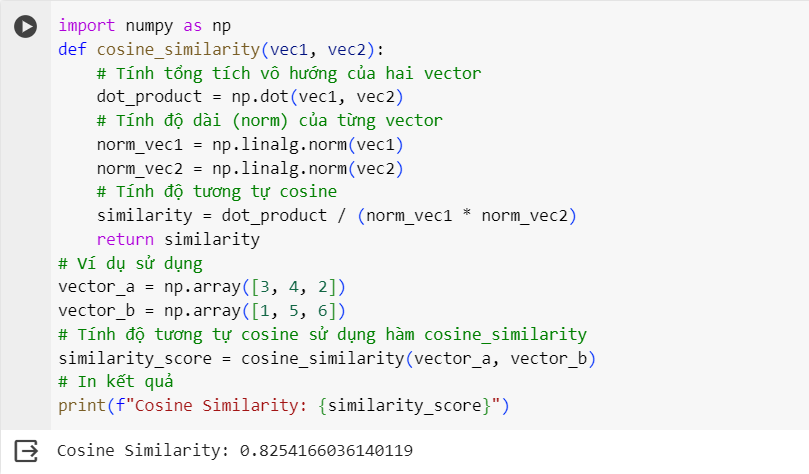 import numpy as np
def cosine_similarity(vec1, vec2):
    # Tính tổng tích vô hướng của hai vector
    dot_product = np.dot(vec1, vec2)
    # Tính độ dài (norm) của từng vector
    norm_vec1 = np.linalg.norm(vec1)
    norm_vec2 = np.linalg.norm(vec2)
    # Tính độ tương tự cosine
    similarity = dot_product / (norm_vec1 * norm_vec2)
    return similarity
# Ví dụ sử dụng
vector_a = np.array([3, 4, 2])
vector_b = np.array([1, 5, 6])
# Tính độ tương tự cosine sử dụng hàm cosine_similarity
similarity_score = cosine_similarity(vector_a, vector_b)
# In kết quả
print(f"Cosine Similarity: {similarity_score}")
Cosine Similarity: 0.8254166036140119